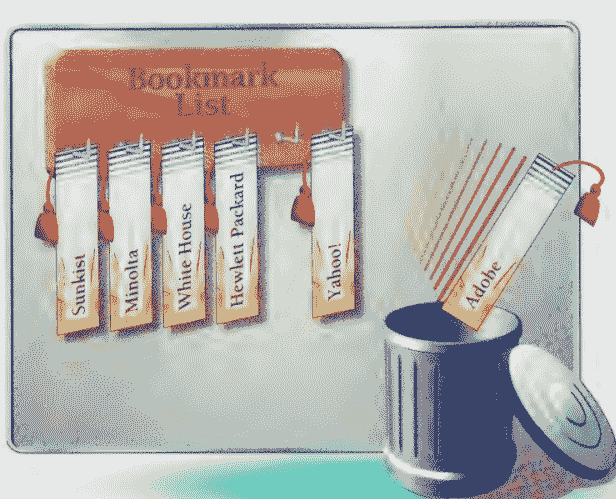 Bookmark
List
Sunkist
Minolta
White House
Hewlett Packard
Yahoo!
Adobe